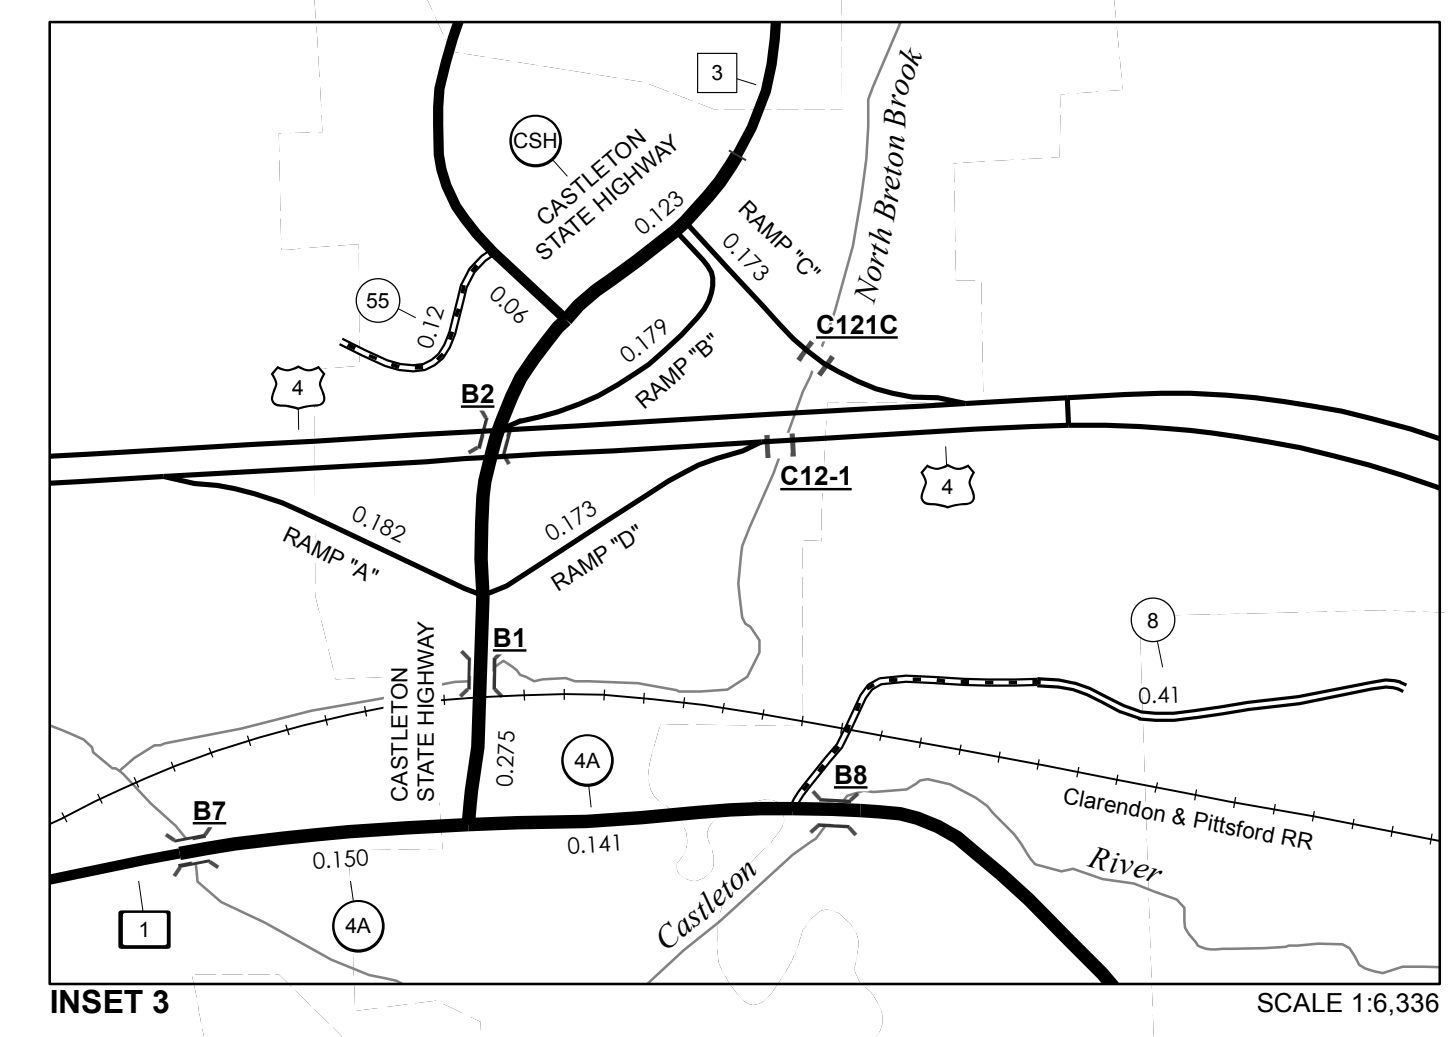 3
CSH
CASTLETON
STATE HIGHWAY
0.123
RAMP "C"
0.173
North Breton Brook
55
0.12
0.06
0.179
RAMP "B"
C121C
4
B2
C12-1
4
0.182
RAMP "A"
0.173
RAMP "D"
B1
8
0.41
CASTLETON
STATE HIGHWAY
0.275
4A
B8
B7
Clarendon & Pittsford RR
0.150
0.141
River
Castleton
1
4A
INSET 3
SCALE 1:6,336